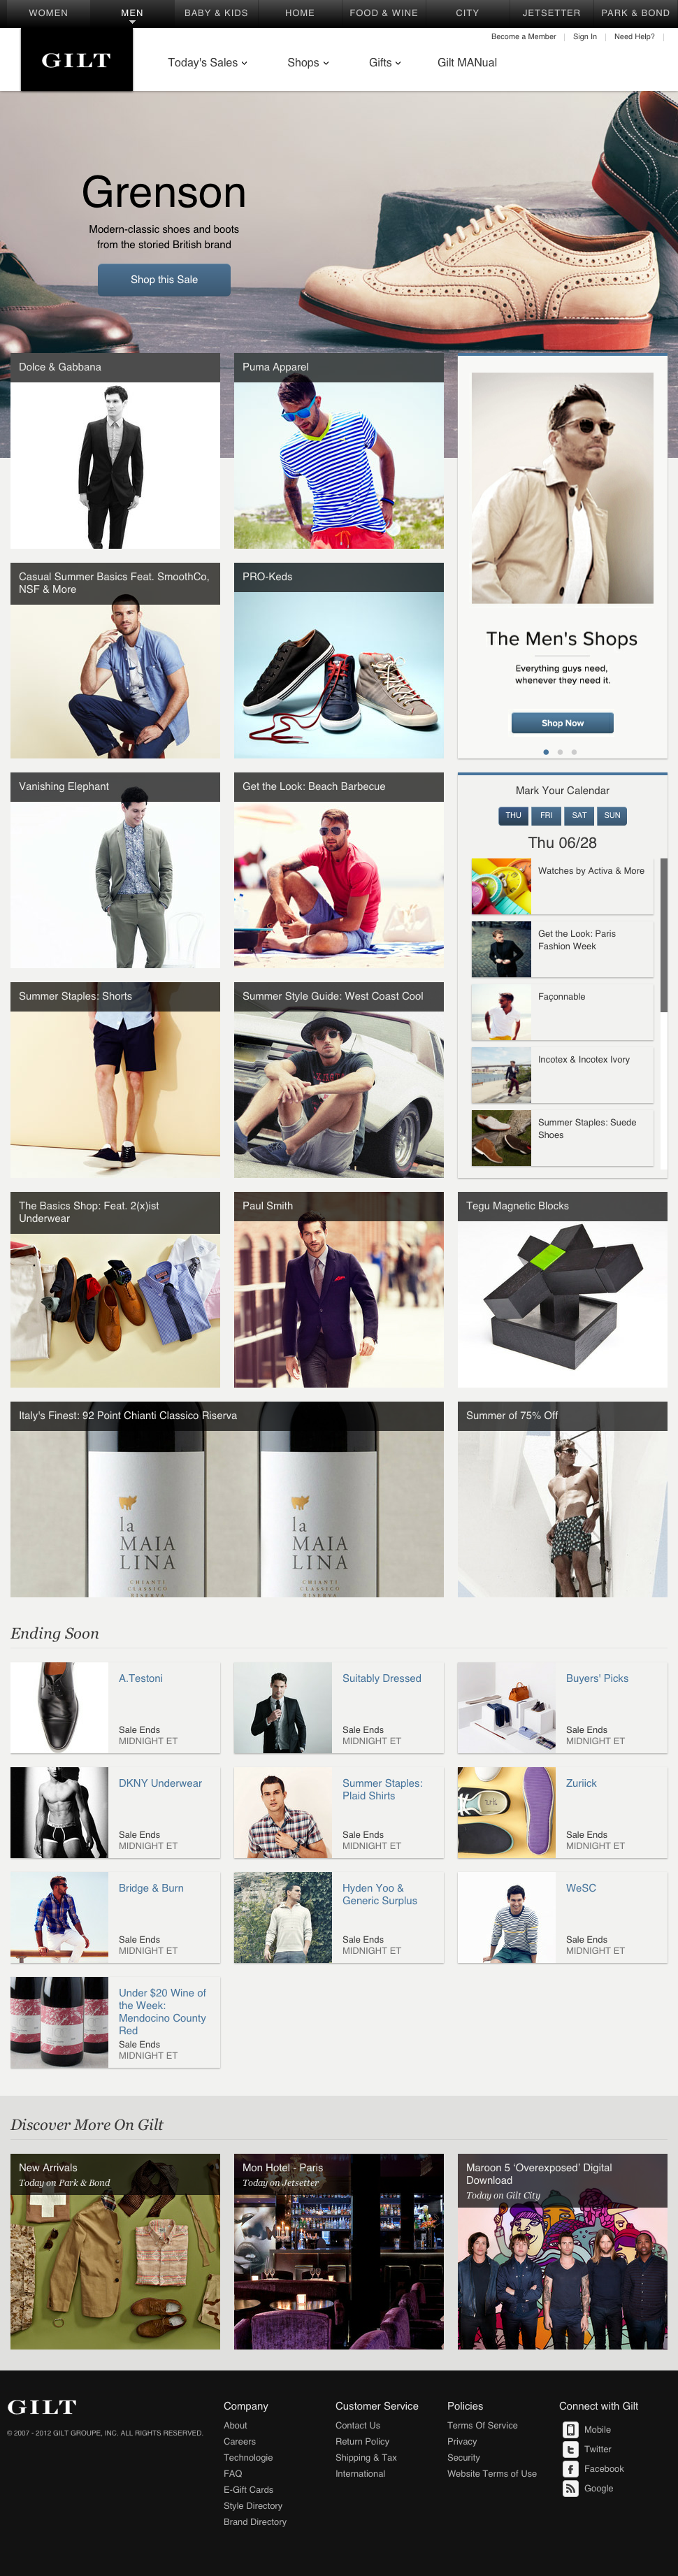 WOMEN
MEN
BABY & KIDS
HOME
FOOD & WINE
CITY
JETSETTER
PARK & BOND
Become a Member
Sign In
Need Help?
GILT
Today's Sales
Shops
Gifts
Gilt MANual
Grenson
Modern-classic shoes and boots
from the storied British brand
Shop this Sale
Dolce & Gabbana
Puma Apparel
Casual Summer Basics Feat. SmoothCo,
NSF & More
PRO-Keds
The Men's Shops
Everything guys need,
whenever they need it.
Shop Now
Vanishing Elephant
Get the Look: Beach Barbecue
Mark Your Calendar
THU
FRI
SAT
SUN
Thu 06/28
Watches by Activa & More
Get the Look: Paris
Fashion Week
Façonnable
Incotex & Incotex Ivory
Summer Staples: Suede
Shoes
Summer Staples: Shorts
Summer Style Guide: West Coast Cool
The Basics Shop: Feat. 2(x)ist
Underwear
Paul Smith
Tegu Magnetic Blocks
Italy's Finest: 92 Point Chianti Classico Riserva
la
MAIA
LINA
CHIANTI
CLASSICO
RISERVA
la
MAIA
LINA
CHIANTI
CLASSICO
RISERVA
Summer of 75% Off
Ending Soon
A.Testoni
Sale Ends
MIDNIGHT ET
Suitably Dressed
Sale Ends
MIDNIGHT ET
Buyers' Picks
Sale Ends
MIDNIGHT ET
DKNY Underwear
Sale Ends
MIDNIGHT ET
Summer Staples:
Plaid Shirts
Sale Ends
MIDNIGHT ET
Zuriick
Sale Ends
MIDNIGHT ET
Bridge & Burn
Sale Ends
MIDNIGHT ET
Hyden Yoo &
Generic Surplus
Sale Ends
MIDNIGHT ET
WeSC
Sale Ends
MIDNIGHT ET
Under $20 Wine of
the Week:
Mendocino County
Red
Sale Ends
MIDNIGHT ET
Discover More On Gilt
New Arrivals
Today on Park & Bond
Mon Hotel - Paris
Today on Jetsetter
Maroon 5 'Overexposed' Digital
Download
Today on Gilt City
GILT
© 2007 - 2012 GILT GROUPE, INC. ALL RIGHTS RESERVED.
Company
About
Careers
Technologie
FAQ
E-Gift Cards
Style Directory
Brand Directory
Customer Service
Contact Us
Return Policy
Shipping & Tax
International
Policies
Terms Of Service
Privacy
Security
Website Terms of Use
Connect with Gilt
Mobile
Twitter
Facebook
Google